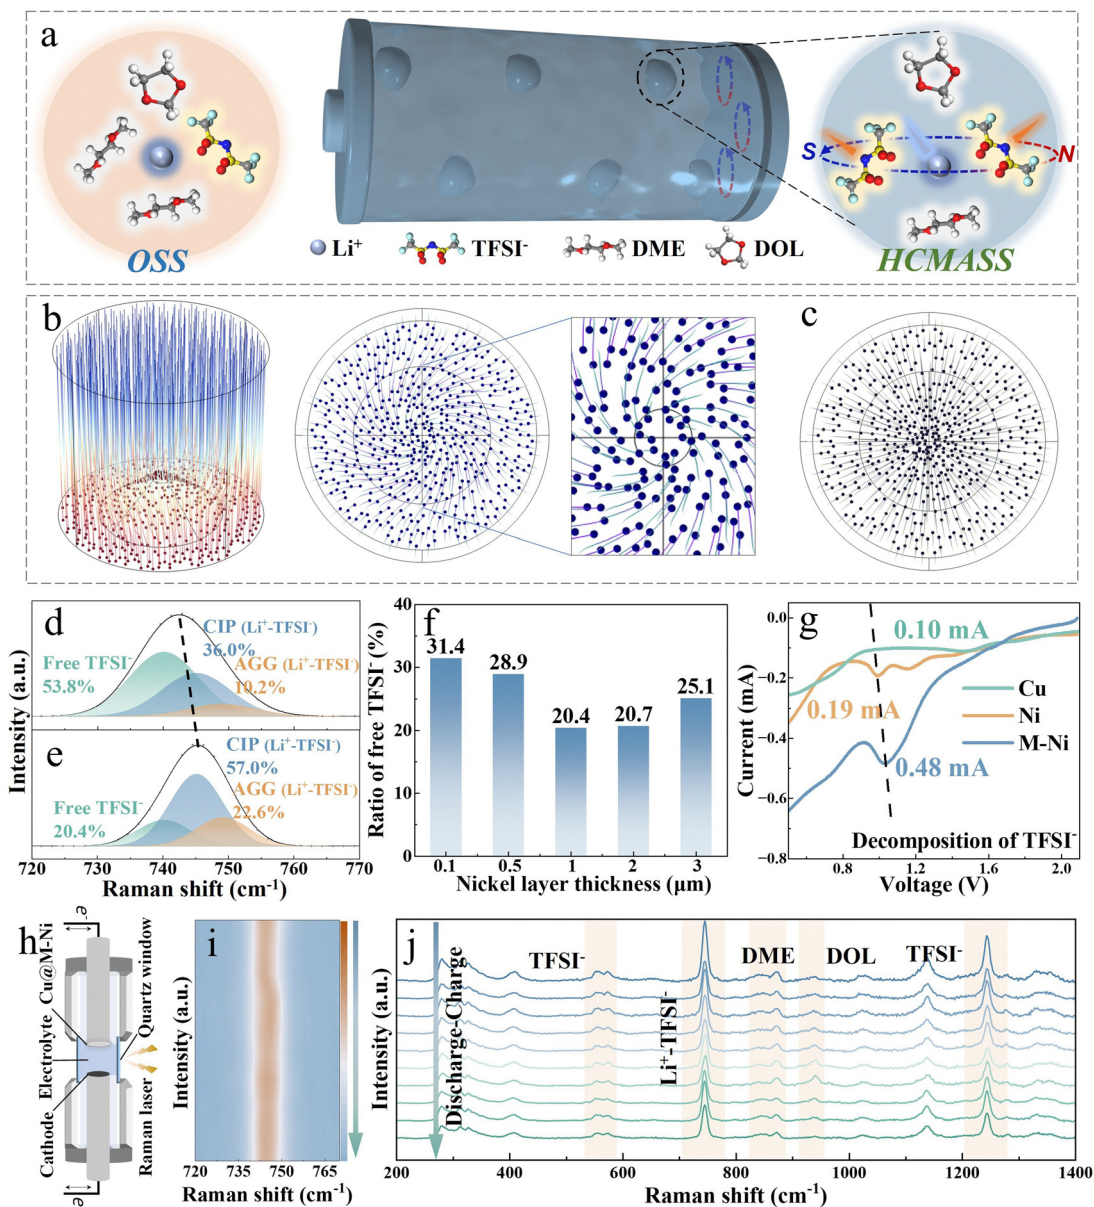 a
OSS
S
N
HCMASS
Li⁺
TFSI⁻
DME
DOL
b
c
d
CIP (Li⁺-TFSI⁻)
36.0%
Free TFSI⁻
53.8%
AGG (Li⁺-TFSI⁻)
10.2%
e
CIP (Li⁺-TFSI⁻)
57.0%
AGG (Li⁺-TFSI⁻)
22.6%
Free TFSI⁻
20.4%
Intensity (a.u.)
720 730 740 750 760 770
Raman shift (cm⁻¹)
f
Ratio of free TFSI⁻ (%)
40
30
20
10
0
31.4
28.9
20.4
20.7
25.1
0.1 0.5 1 2 3
Nickel layer thickness (μm)
g
Current (mA)
0.0
−0.2
−0.4
−0.6
−0.8
0.10 mA
0.19 mA
0.48 mA
Cu
Ni
M-Ni
Decomposition of TFSI⁻
0.8 1.2 1.6 2.0
Voltage (V)
h
e⁻
Cathode
Electrolyte
Cu@M-Ni
Quartz window
Raman laser
e⁻
i
Intensity (a.u.)
720 735 750 765
Raman shift (cm⁻¹)
j
Intensity (a.u.)
Discharge-Charge
TFSI⁻
Li⁺-TFSI⁻
DME
DOL
TFSI⁻
200 400 600 800 1000 1200 1400
Raman shift (cm⁻¹)